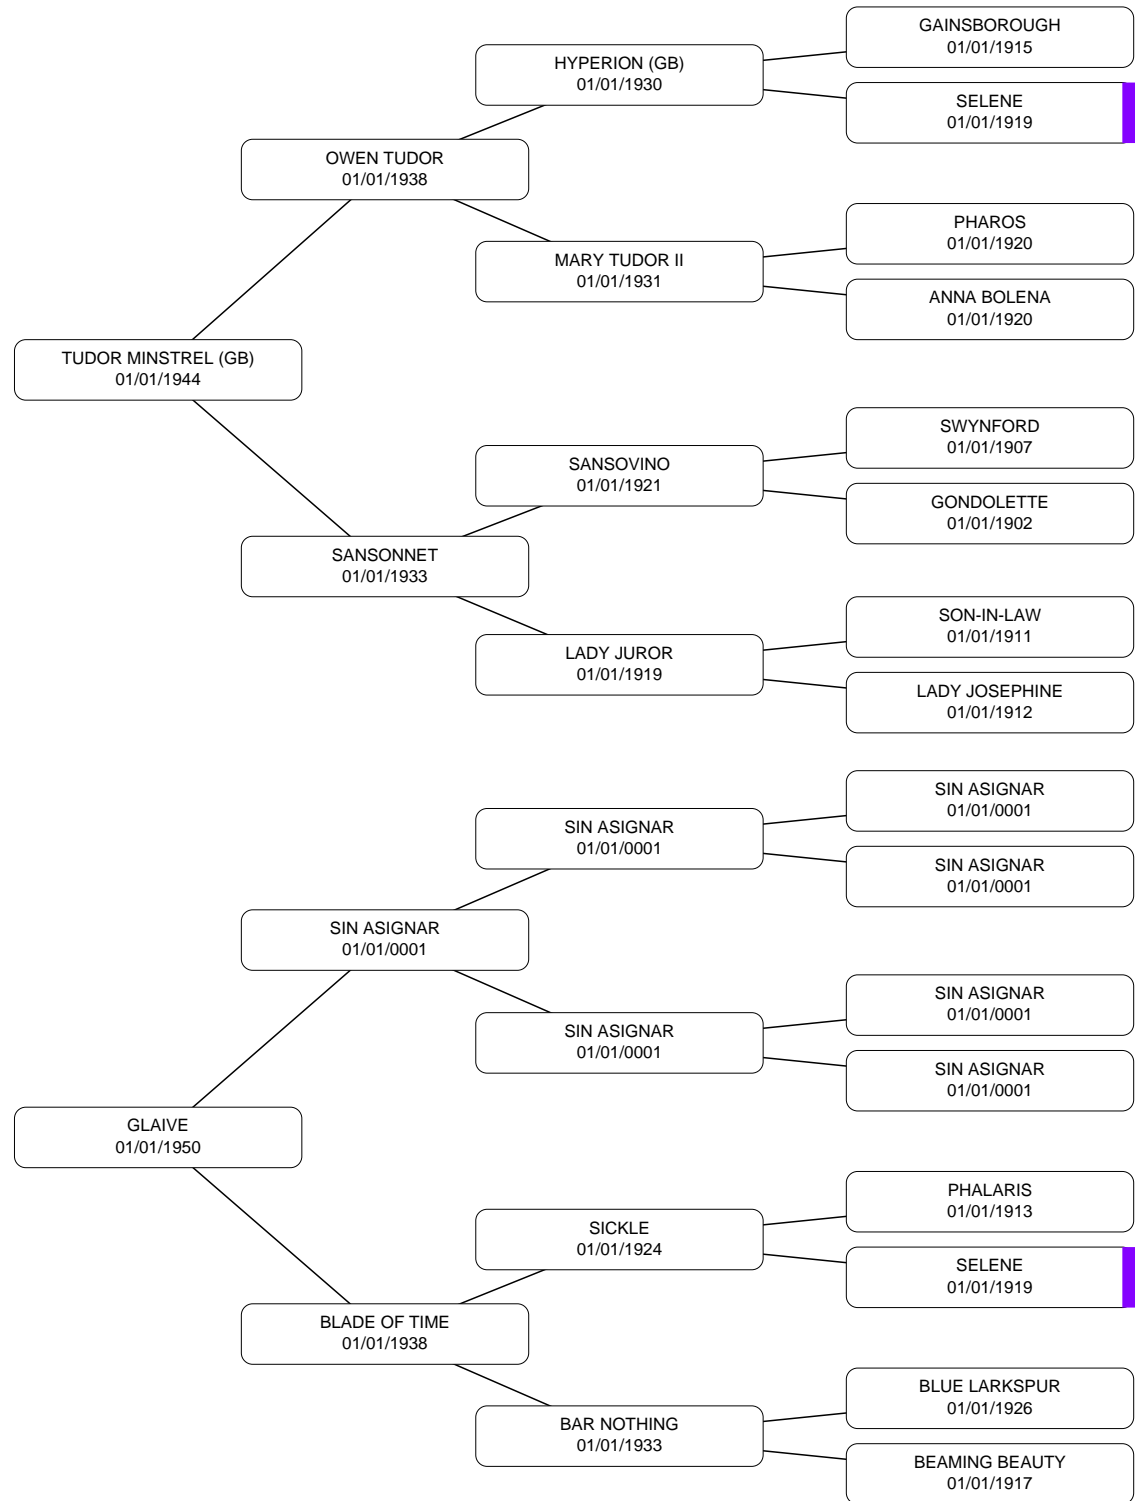 GAINSBOROUGH
01/01/1915
HYPERION (GB)
01/01/1930
SELENE
01/01/1919
OWEN TUDOR
01/01/1938
PHAROS
01/01/1920
MARY TUDOR II
01/01/1931
ANNA BOLENA
01/01/1920
TUDOR MINSTREL (GB)
01/01/1944
SWYNFORD
01/01/1907
SANSOVINO
01/01/1921
GONDOLETTE
01/01/1902
SANSONNET
01/01/1933
SON-IN-LAW
01/01/1911
LADY JUROR
01/01/1919
LADY JOSEPHINE
01/01/1912
SIN ASIGNAR
01/01/0001
SIN ASIGNAR
01/01/0001
SIN ASIGNAR
01/01/0001
SIN ASIGNAR
01/01/0001
SIN ASIGNAR
01/01/0001
SIN ASIGNAR
01/01/0001
SIN ASIGNAR
01/01/0001
GLAIVE
01/01/1950
PHALARIS
01/01/1913
SICKLE
01/01/1924
SELENE
01/01/1919
BLADE OF TIME
01/01/1938
BLUE LARKSPUR
01/01/1926
BAR NOTHING
01/01/1933
BEAMING BEAUTY
01/01/1917